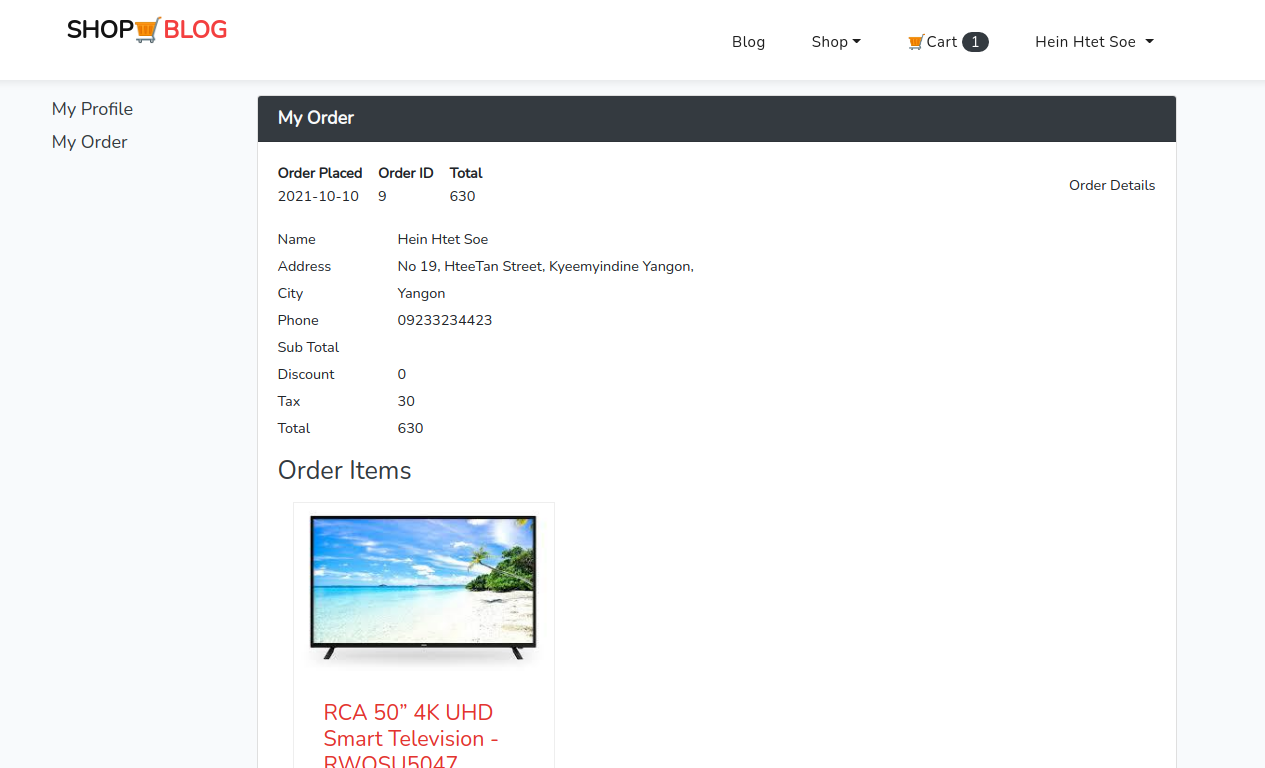 SHOP BLOG
Blog Shop Cart 1 Hein Htet Soe
My Profile
My Order
My Order
Order Placed Order ID Total
2021-10-10 9 630
Order Details
Name Hein Htet Soe
Address No 19, HteeTan Street, Kyeemyindine Yangon,
City Yangon
Phone 09233234423
Sub Total
Discount 0
Tax 30
Total 630
Order Items
RCA 50” 4K UHD
Smart Television -
RWOSU5047